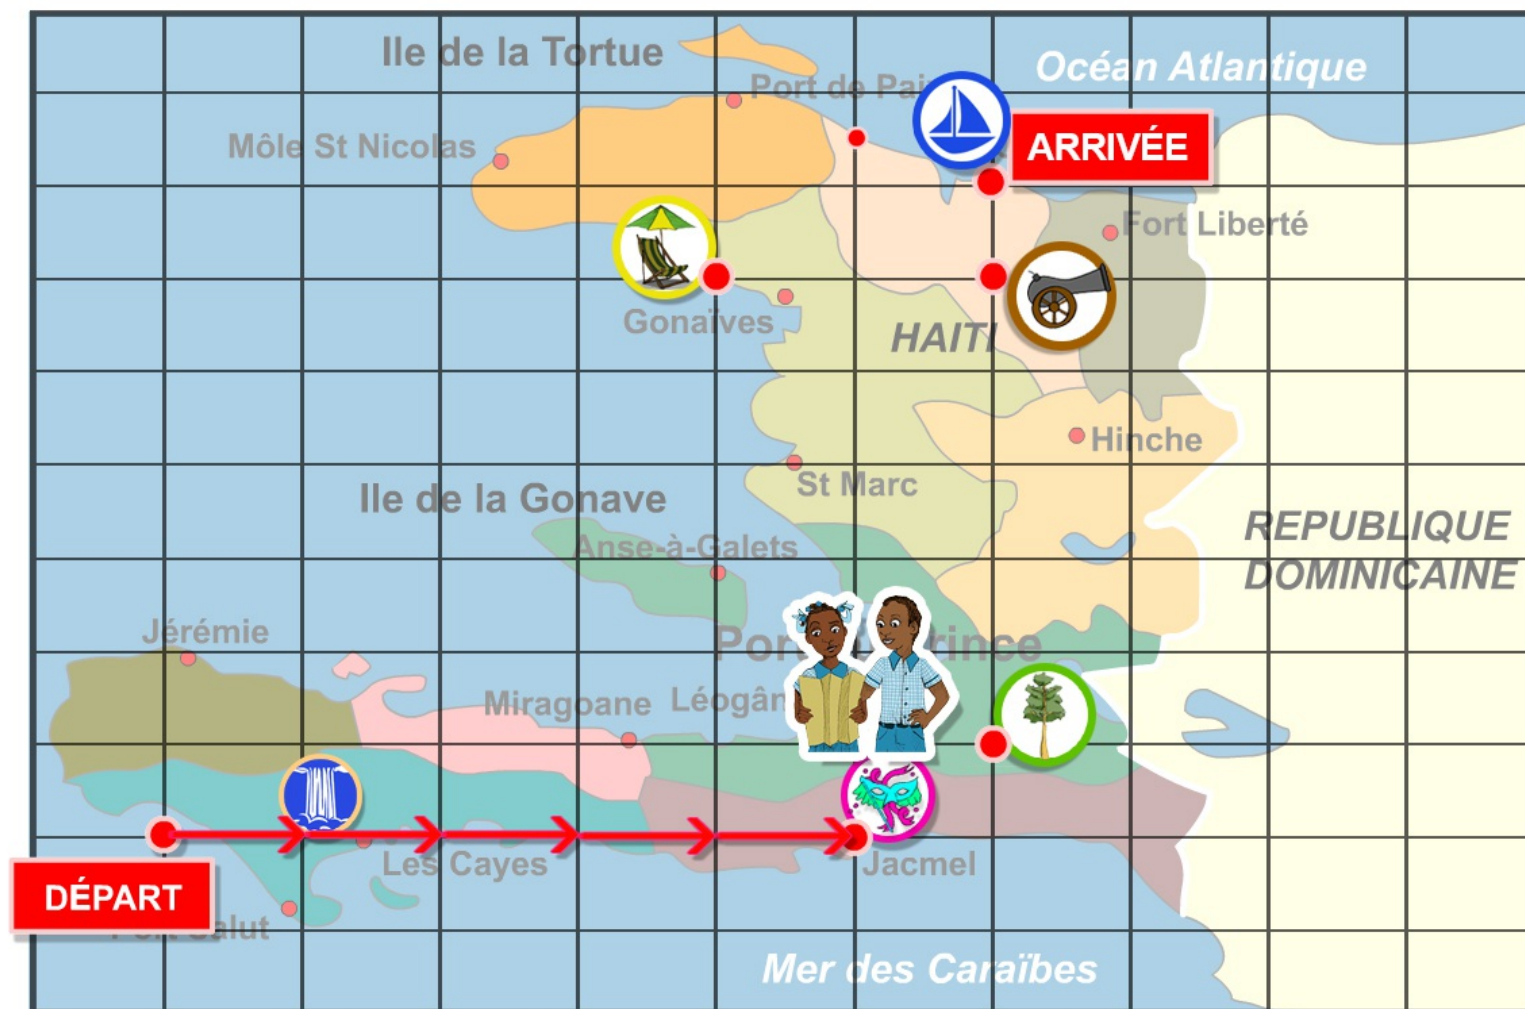 Ile de la Tortue
Océan Atlantique
Port de
ARRIVÉE
Môle St Nicolas
Fort Liberté
Gonaïves
HAITI
Hinche
St Marc
Ile de la Gonave
REPUBLIQUE
DOMINICAINE
Anse-à-Galets
Jérémie
Miragoane
Jacmel
Les Cayes
DÉPART
Mer des Caraïbes